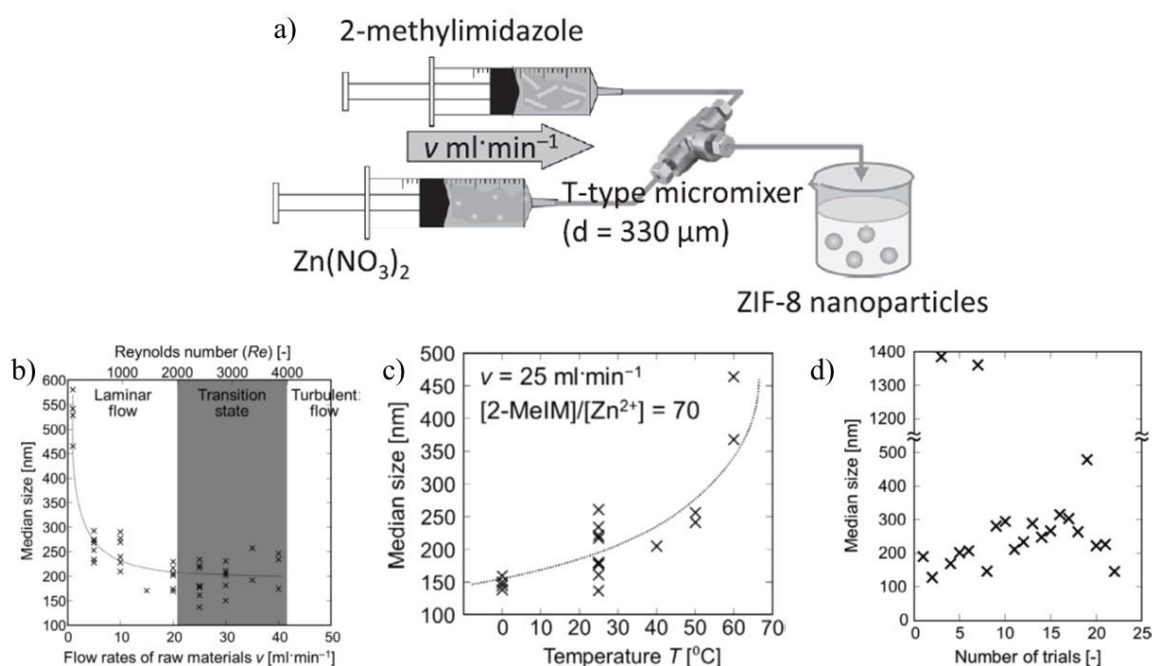 a) 2-methylimidazole
v ml·min⁻¹
T-type micromixer
(d = 330 µm)
Zn(NO₃)₂
ZIF-8 nanoparticles
b)
Reynolds number (Re) [-]
0 1000 2000 3000 4000
Laminar flow
Transition state
Turbulent flow
Median size [nm]
600
550
500
450
400
350
300
250
200
150
100
0 10 20 30 40 50
Flow rates of raw materials v [ml·min⁻¹]
c)
v = 25 ml·min⁻¹
[2-MeIM]/[Zn²⁺] = 70
Median size [nm]
500
450
400
350
300
250
200
150
100
0 10 20 30 40 50 60 70
Temperature T [°C]
d)
Median size [nm]
1400
1300
1200
500
400
300
200
100
0
0 5 10 15 20 25
Number of trials [-]